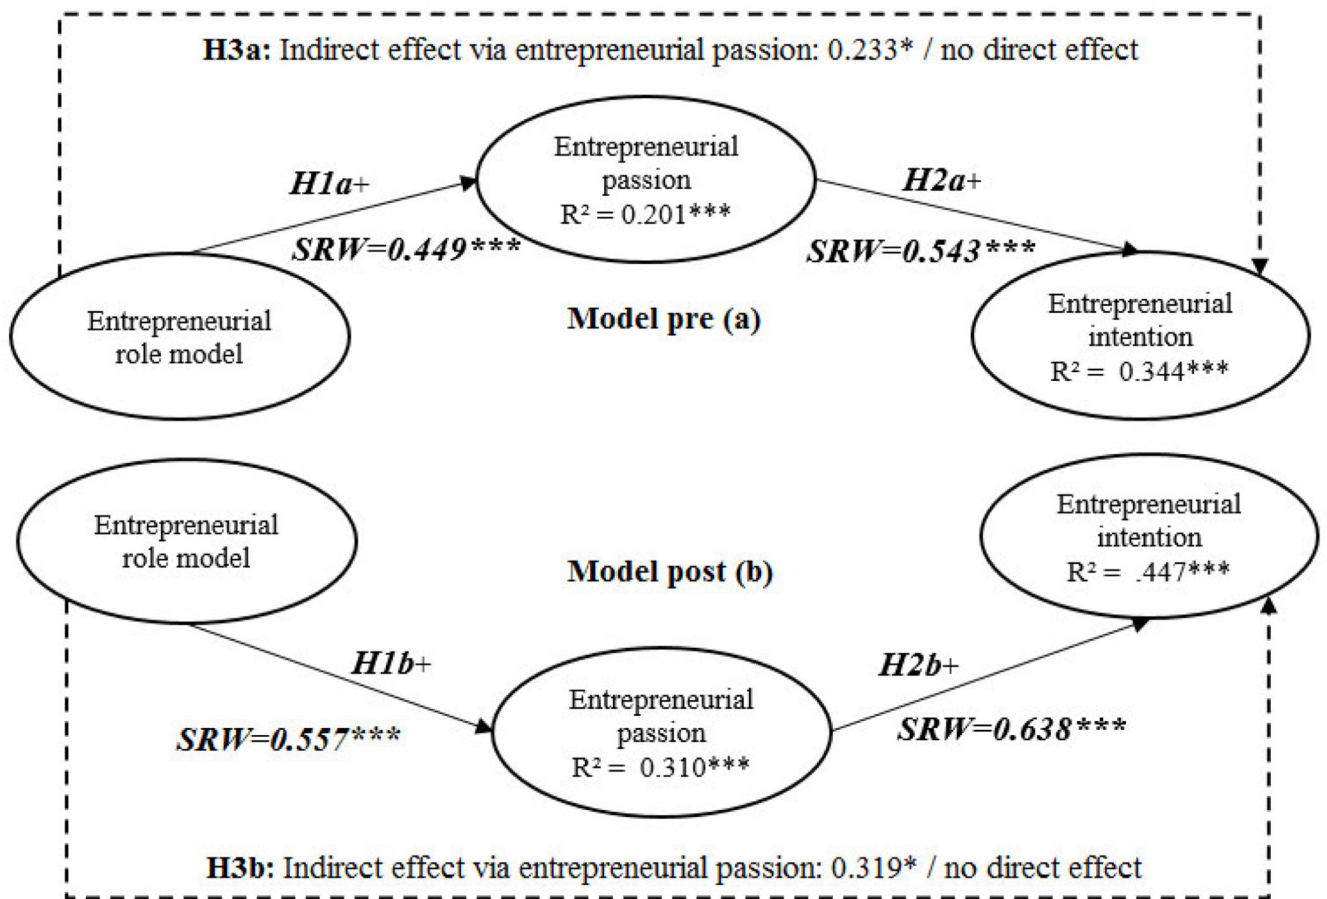 H3a: Indirect effect via entrepreneurial passion: 0.233* / no direct effect
Entrepreneurial
passion
R² = 0.201***
H1a+
SRW=0.449***
H2a+
SRW=0.543***
Entrepreneurial
role model
Model pre (a)
Entrepreneurial
intention
R² = 0.344***
Entrepreneurial
role model
Model post (b)
Entrepreneurial
intention
R² = .447***
H1b+
SRW=0.557***
Entrepreneurial
passion
R² = 0.310***
H2b+
SRW=0.638***
H3b: Indirect effect via entrepreneurial passion: 0.319* / no direct effect